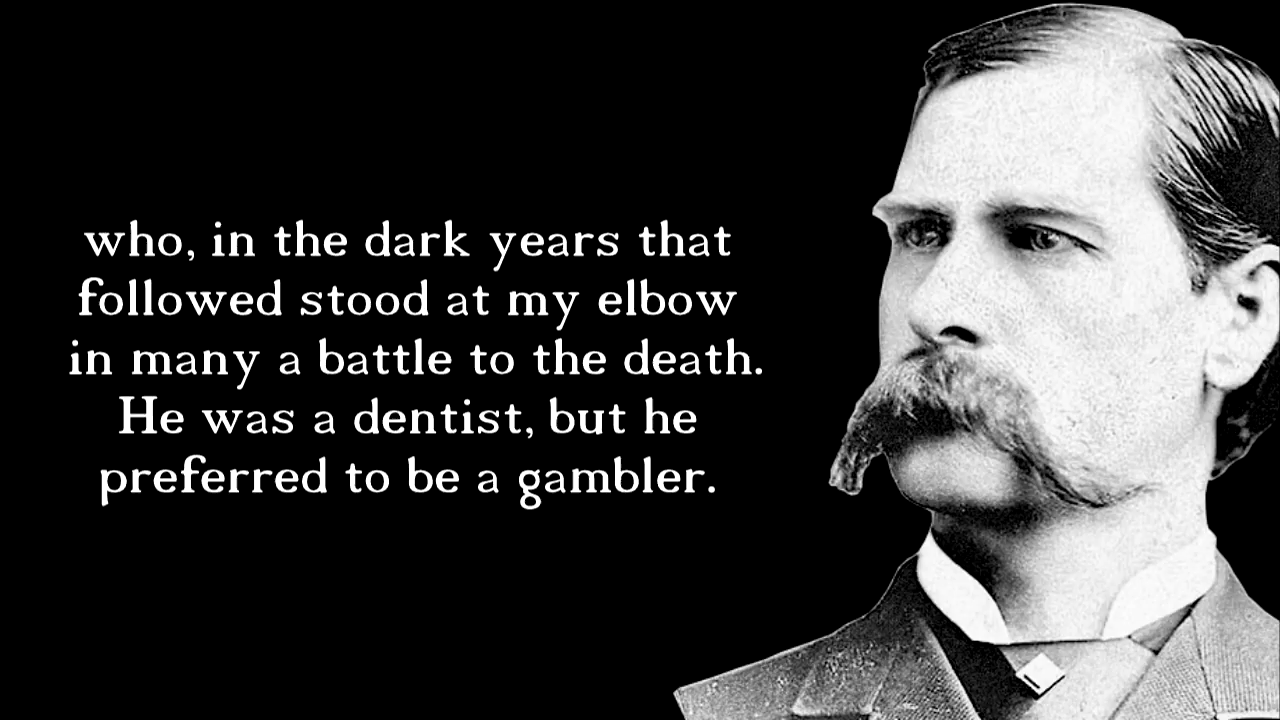 who, in the dark years that
followed stood at my elbow
in many a battle to the death.
He was a dentist, but he
preferred to be a gambler.